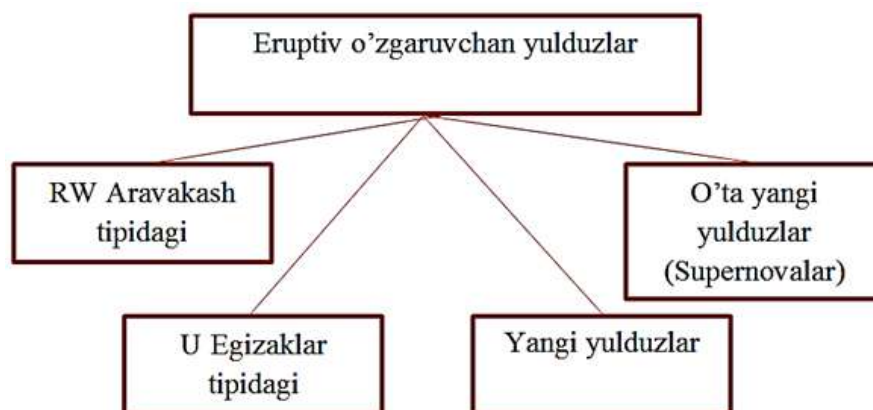 Eruptiv o’zgaruvchan yulduzlar
RW Aravakash
tipidagi
O’ta yangi
yulduzlar
(Supernovalar)
U Egizaklar
tipidagi
Yangi yulduzlar